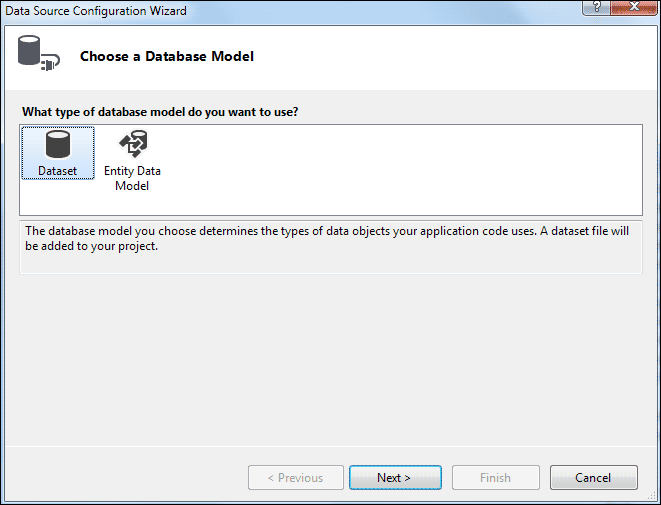 Data Source Configuration Wizard
?
Choose a Database Model
What type of database model do you want to use?
Dataset
Entity Data
Model
The database model you choose determines the types of data objects your application code uses. A dataset file will
be added to your project.
< Previous
Next >
Finish
Cancel